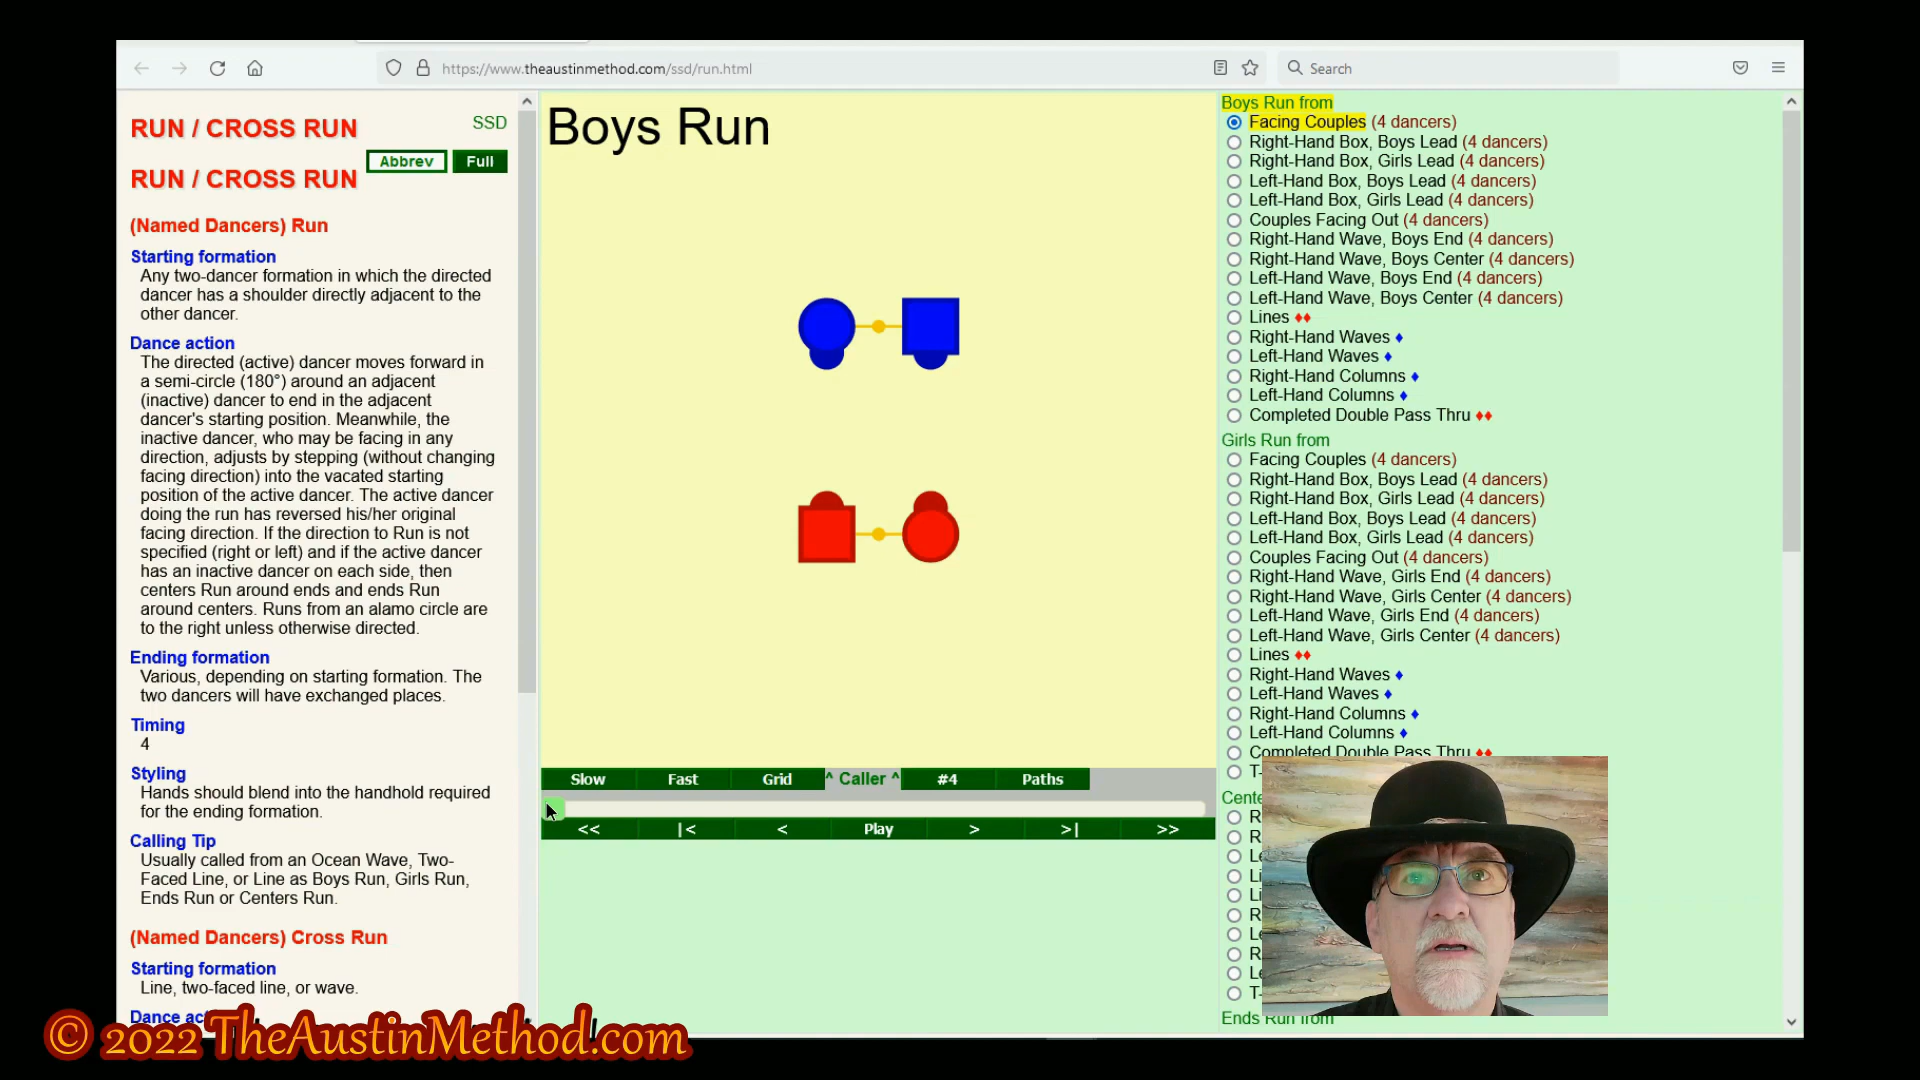 https://www.theaustinmethod.com/ssd/run.html
Search
RUN / CROSS RUN
SSD
Abbrev
Full
RUN / CROSS RUN
(Named Dancers) Run
Starting formation
Any two-dancer formation in which the directed
dancer has a shoulder directly adjacent to the
other dancer.
Dance action
The directed (active) dancer moves forward in
a semi-circle (180°) around an adjacent
(inactive) dancer to end in the adjacent
dancer's starting position. Meanwhile, the
inactive dancer, who may be facing in any
direction, adjusts by stepping (without changing
facing direction) into the vacated starting
position of the active dancer. The active dancer
doing the run has reversed his/her original
facing direction. If the direction to Run is not
specified (right or left) and if the active dancer
has an inactive dancer on each side, then
centers Run around ends and ends Run
around centers. Runs from an alamo circle are
to the right unless otherwise directed.
Ending formation
Various, depending on starting formation. The
two dancers will have exchanged places.
Timing
4
Styling
Hands should blend into the handhold required
for the ending formation.
Calling Tip
Usually called from an Ocean Wave, Two-
Faced Line, or Line as Boys Run, Girls Run,
Ends Run or Centers Run.
(Named Dancers) Cross Run
Starting formation
Line, two-faced line, or wave.
Dance
Boys Run
Slow
Fast
Grid
^ Caller ^
#4
Paths
<<
|<
<
Play
>
>|
>>
Boys Run from
Facing Couples (4 dancers)
Right-Hand Box, Boys Lead (4 dancers)
Right-Hand Box, Girls Lead (4 dancers)
Left-Hand Box, Boys Lead (4 dancers)
Left-Hand Box, Girls Lead (4 dancers)
Couples Facing Out (4 dancers)
Right-Hand Wave, Boys End (4 dancers)
Right-Hand Wave, Boys Center (4 dancers)
Left-Hand Wave, Boys End (4 dancers)
Left-Hand Wave, Boys Center (4 dancers)
Lines ♦♦
Right-Hand Waves ♦
Left-Hand Waves ♦
Right-Hand Columns ♦
Left-Hand Columns ♦
Completed Double Pass Thru ♦♦
Girls Run from
Facing Couples (4 dancers)
Right-Hand Box, Boys Lead (4 dancers)
Right-Hand Box, Girls Lead (4 dancers)
Left-Hand Box, Boys Lead (4 dancers)
Left-Hand Box, Girls Lead (4 dancers)
Couples Facing Out (4 dancers)
Right-Hand Wave, Girls End (4 dancers)
Right-Hand Wave, Girls Center (4 dancers)
Left-Hand Wave, Girls End (4 dancers)
Left-Hand Wave, Girls Center (4 dancers)
Lines ♦♦
Right-Hand Waves ♦
Left-Hand Waves ♦
Right-Hand Columns ♦
Left-Hand Columns ♦
Completed Double Pass Thru ♦♦
Ends Run from
© 2022 TheAustinMethod.com